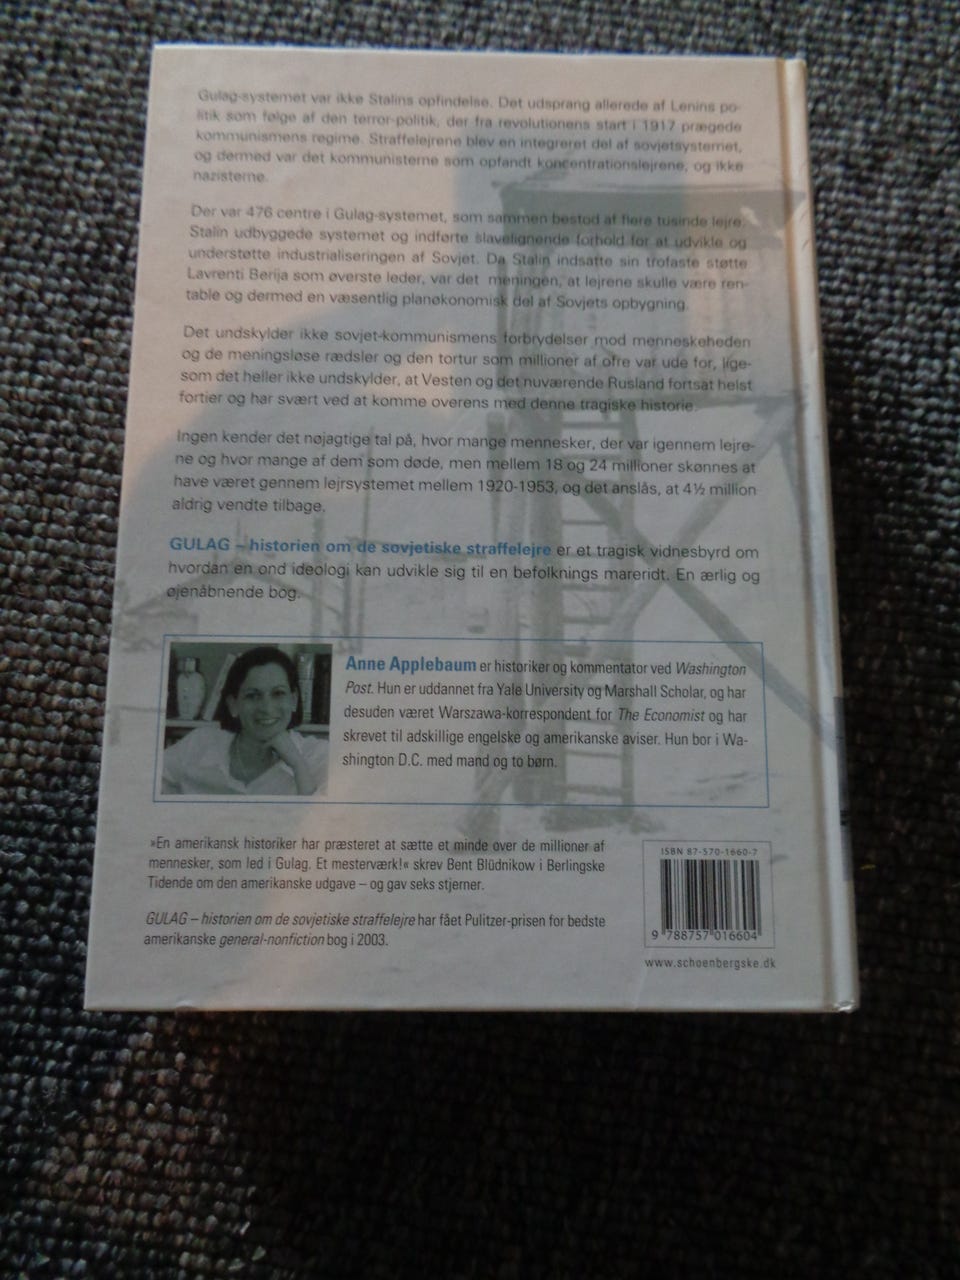 Gulag-systemet var ikke Stalins opfindelse. Det udsprang allerede af Lenins po-
litik som følge af den terror-politik, der fra revolutionens start i 1917 prægede
kommunismens regime. Straffelejrene blev en integreret del af sovjetsystemet,
og dermed var det kommunisterne som opfandt koncentrationslejrene, og ikke
nazisterne.
Der var 476 centre i Gulag-systemet, som sammen bestod af flere tusinde lejre.
Stalin udbyggede systemet og indførte slavelignende forhold for at udvikle og
understøtte industrialiseringen af Sovjet. Da Stalin indsatte sin trofaste støtte
Lavrenti Berija som øverste leder, var det meningen, at lejrene skulle være ren-
table og dermed en væsentlig planøkonomisk del af Sovjets opbygning.
Det undskylder ikke sovjet-kommunismens forbrydelser mod menneskeheden
og de meningsløse rædsler og den tortur som millioner af ofre var ude for, lige-
som det heller ikke undskylder, at Vesten og det nuværende Rusland fortsat helst
fortier og har svært ved at komme overens med denne tragiske historie.
Ingen kender det nøjagtige tal på, hvor mange mennesker, der var igennem lejre-
ne og hvor mange af dem som døde, men mellem 18 og 24 millioner skønnes at
have været gennem lejrsystemet mellem 1920-1953, og det anslås, at 4½ million
aldrig vendte tilbage.
GULAG – historien om de sovjetiske straffelejre er et tragisk vidnesbyrd om
hvordan en ond ideologi kan udvikle sig til en befolknings mareridt. En ærlig og
øjenåbnende bog.
Anne Applebaum er historiker og kommentator ved Washington
Post. Hun er uddannet fra Yale University og Marshall Scholar, og har
desuden været Warszawa-korrespondent for The Economist og har
skrevet til adskillige engelske og amerikanske aviser. Hun bor i Wa-
shington D.C. med mand og to børn.
»En amerikansk historiker har præsteret at sætte et minde over de millioner af
mennesker, som led i Gulag. Et mesterværk!« skrev Bent Blüdnikow i Berlingske
Tidende om den amerikanske udgave – og gav seks stjerner.
GULAG – historien om de sovjetiske straffelejre har fået Pulitzer-prisen for bedste
amerikanske general-nonfiction bog i 2003.
ISBN 87-570-1660-7
9 788757 016604
www.schoenbergske.dk